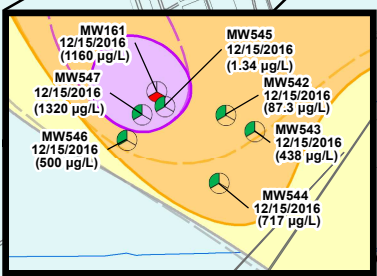 MW161
12/15/2016
(1160 µg/L)
MW545
12/15/2016
(1.34 µg/L)
MW547
12/15/2016
(1320 µg/L)
MW542
12/15/2016
(87.3 µg/L)
MW546
12/15/2016
(500 µg/L)
MW543
12/15/2016
(438 µg/L)
MW544
12/15/2016
(717 µg/L)